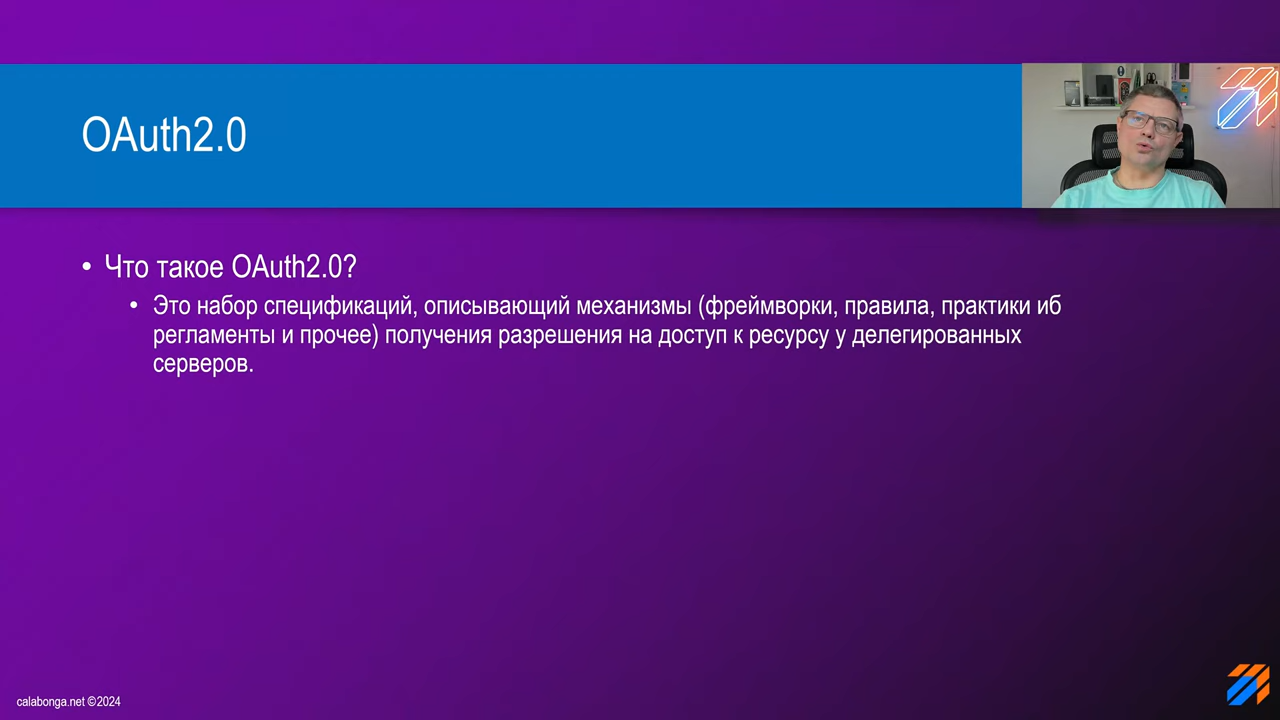 OAuth2.0
• Что такое OAuth2.0?
• Это набор спецификаций, описывающий механизмы (фреймворки, правила, практики иб
регламенты и прочее) получения разрешения на доступ к ресурсу у делегированных
серверов.
calabonga.net ©2024